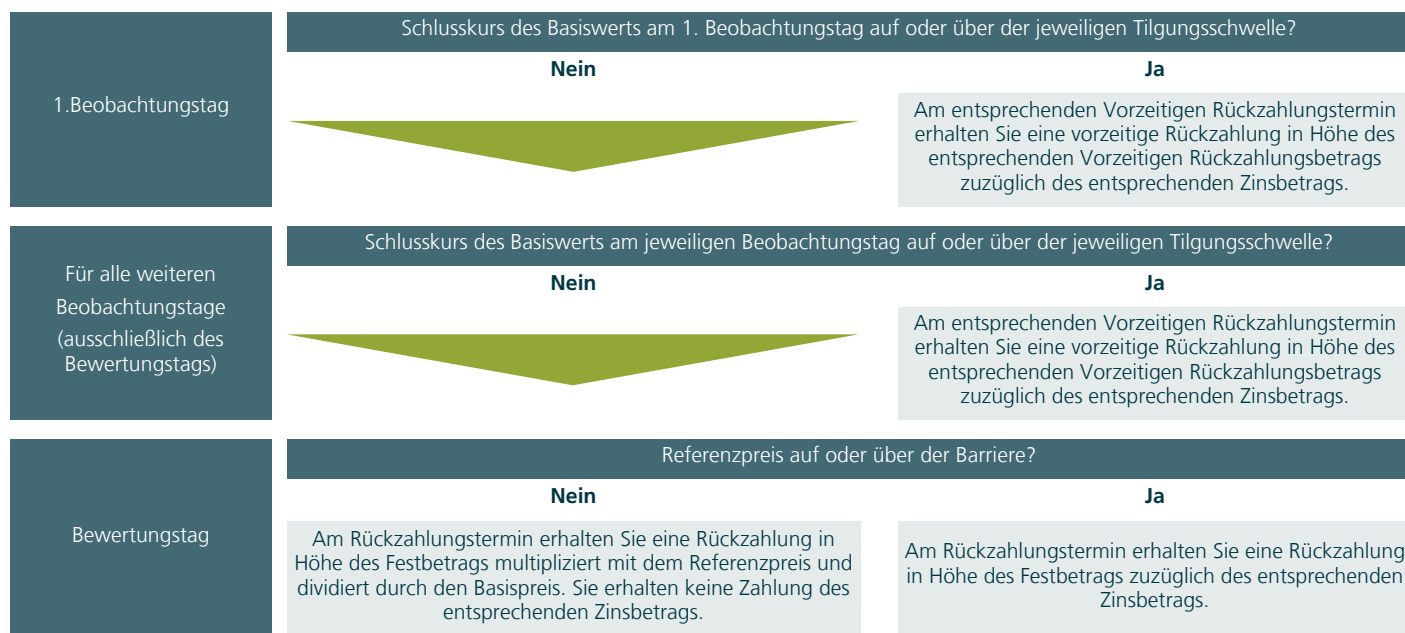 Schlusskurs des Basiswerts am 1. Beobachtungstag auf oder über der jeweiligen Tilgungsschwelle?
1.Beobachtungstag
Nein
Ja
Am entsprechenden Vorzeitigen Rückzahlungstermin
erhalten Sie eine vorzeitige Rückzahlung in Höhe des
entsprechenden Vorzeitigen Rückzahlungsbetrags
zuzüglich des entsprechenden Zinsbetrags.
Für alle weiteren
Beobachtungstage
(ausschließlich des
Bewertungstags)
Schlusskurs des Basiswerts am jeweiligen Beobachtungstag auf oder über der jeweiligen Tilgungsschwelle?
Nein
Ja
Am entsprechenden Vorzeitigen Rückzahlungstermin
erhalten Sie eine vorzeitige Rückzahlung in Höhe des
entsprechenden Vorzeitigen Rückzahlungsbetrags
zuzüglich des entsprechenden Zinsbetrags.
Bewertungstag
Referenzpreis auf oder über der Barriere?
Nein
Am Rückzahlungstermin erhalten Sie eine Rückzahlung in
Höhe des Festbetrags multipliziert mit dem Referenzpreis und
dividiert durch den Basispreis. Sie erhalten keine Zahlung des
entsprechenden Zinsbetrags.
Ja
Am Rückzahlungstermin erhalten Sie eine Rückzahlung
in Höhe des Festbetrags zuzüglich des entsprechenden
Zinsbetrags.